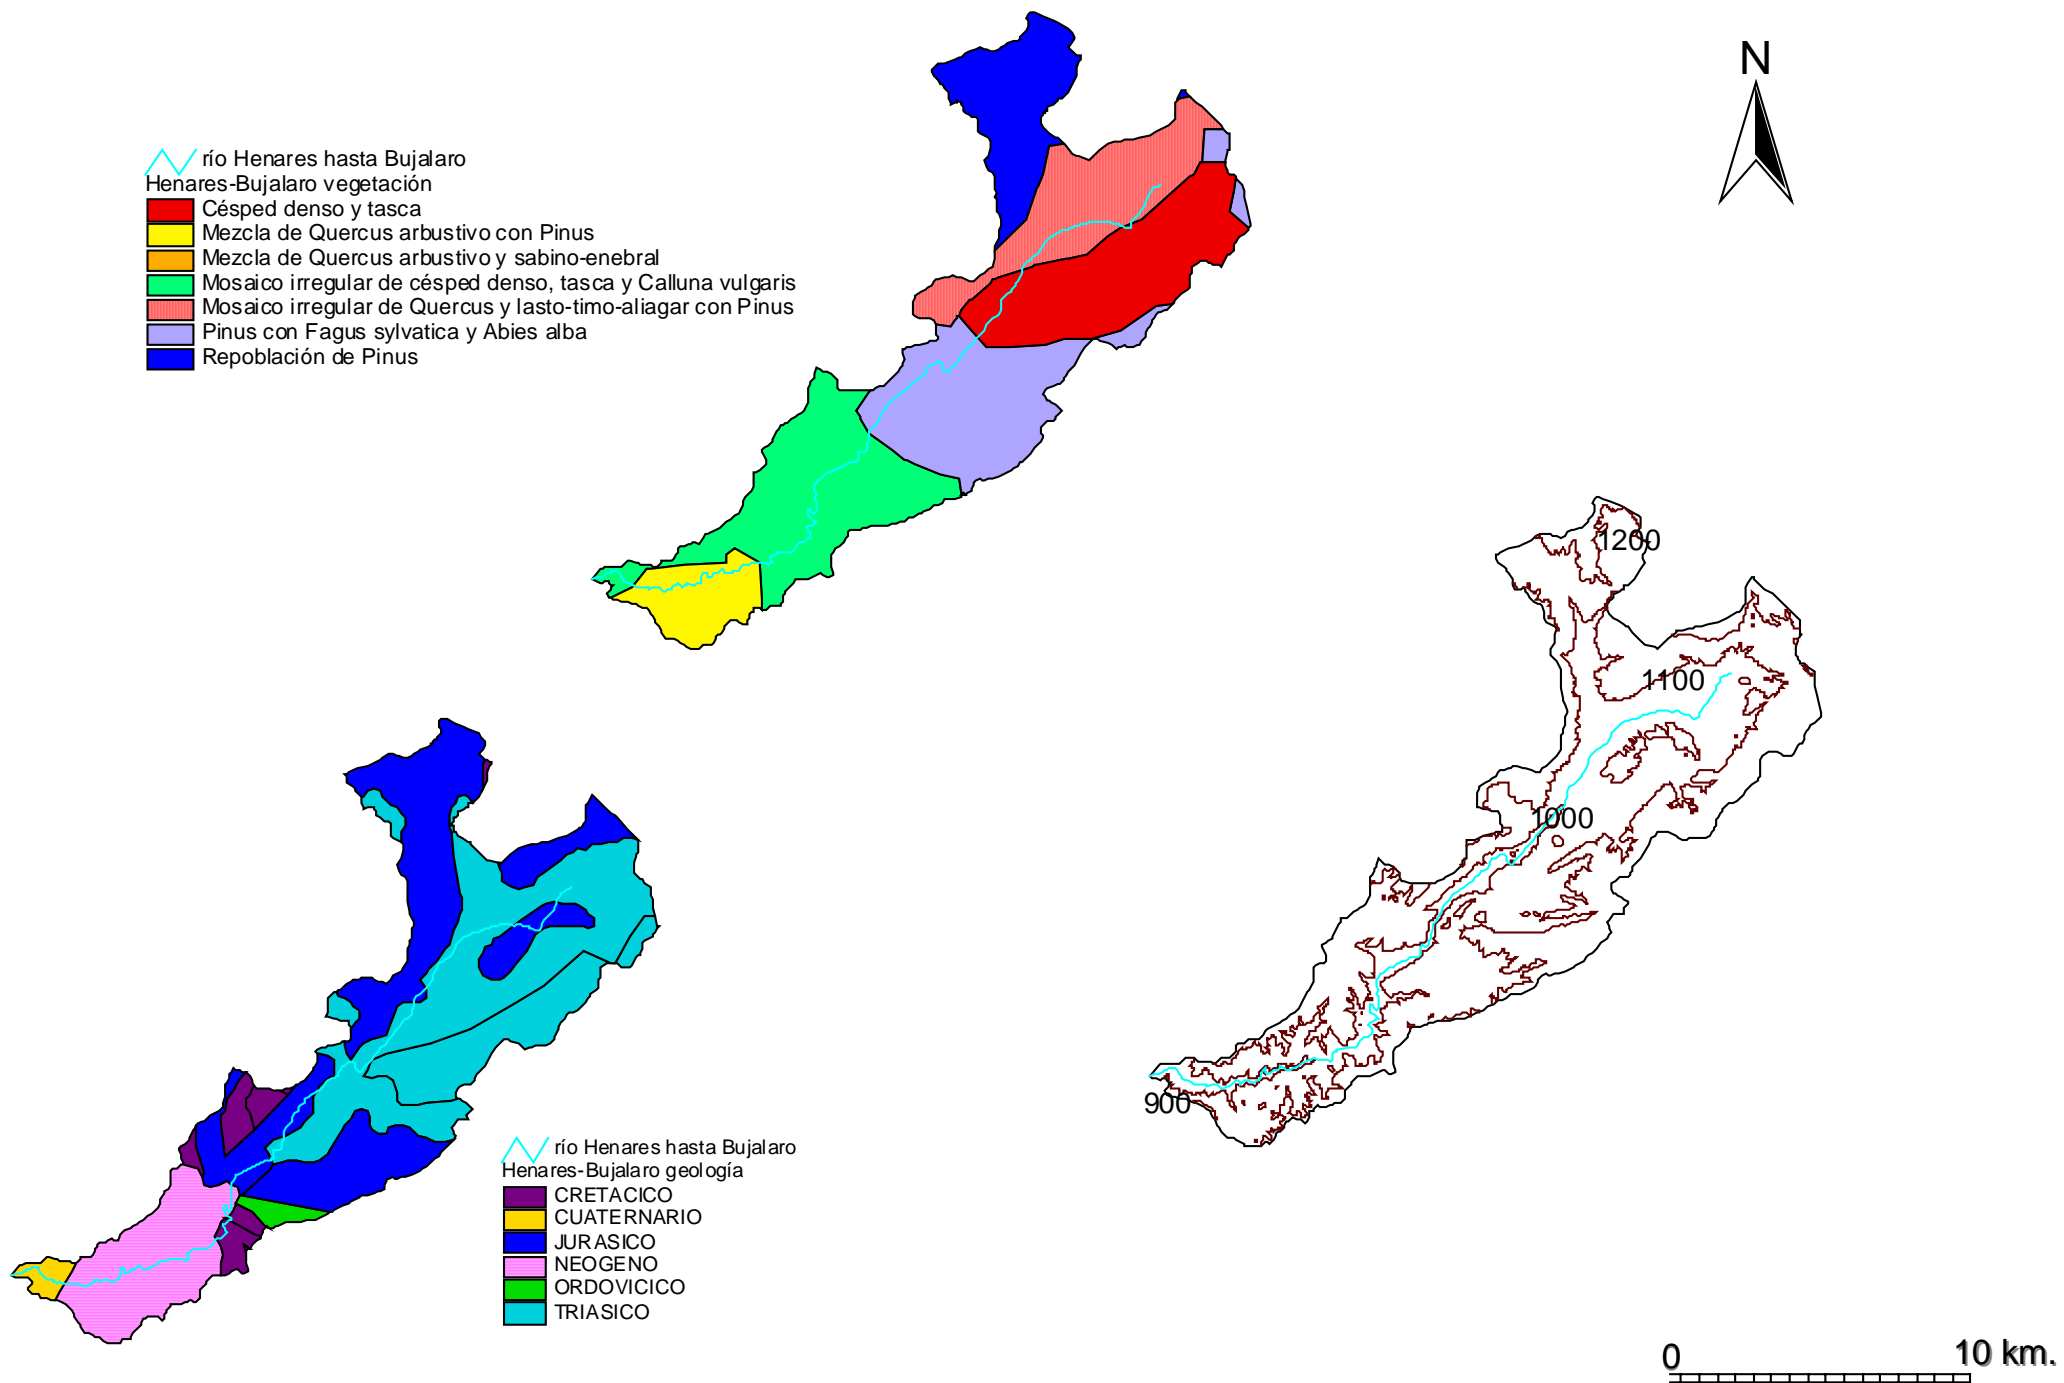 N
río Henares hasta Bujalaro
Henares-Bujalaro vegetación
Césped denso y tasca
Mezcla de Quercus arbustivo con Pinus
Mezcla de Quercus arbustivo y sabino-enebral
Mosaico irregular de césped denso, tasca y Calluna vulgaris
Mosaico irregular de Quercus y lasto-timo-aliagar con Pinus
Pinus con Fagus sylvatica y Abies alba
Repoblación de Pinus
1200
1100
1000
900
río Henares hasta Bujalaro
Henares-Bujalaro geología
CRETACICO
CUATERNARIO
JURASICO
NEOGENO
ORDOVICICO
TRIASICO
0 10 km.